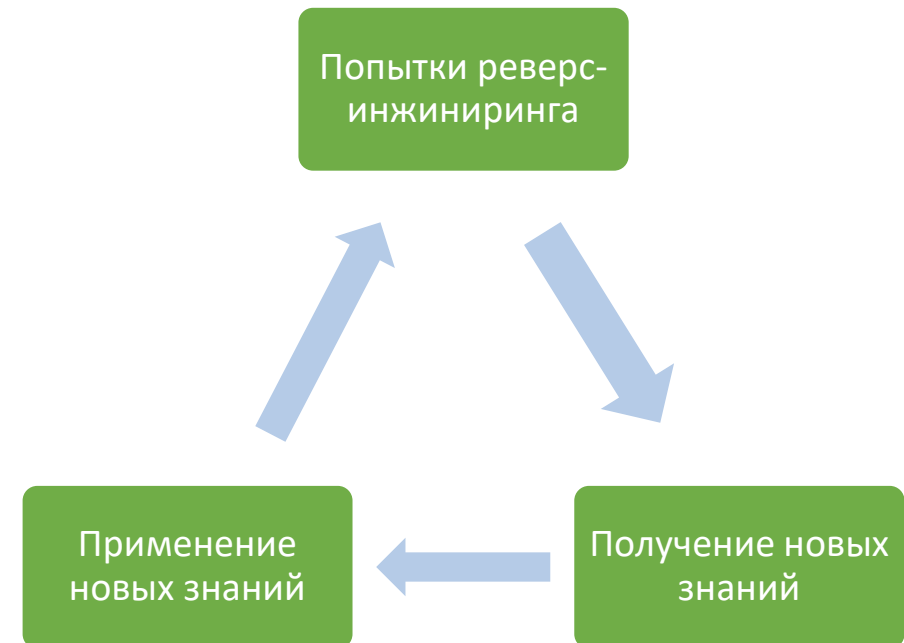 Попытки реверс-
инжиниринга
Применение
новых знаний
Получение новых
знаний